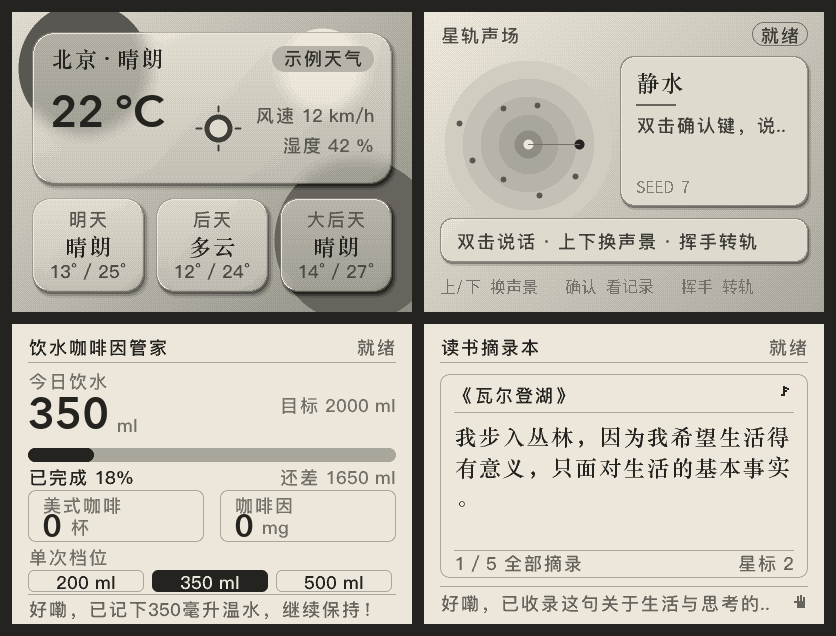 北京 · 晴朗
示例天气
22 °C
风速 12 km/h
湿度 42 %
明天
晴朗
13° / 25°
后天
多云
12° / 24°
大后天
晴朗
14° / 27°
星轨声场
就绪
静水
双击确认键，说..
SEED 7
双击说话 · 上下换声景 · 挥手转轨
上/下 换声景 确认 看记录 挥手 转轨
饮水咖啡因管家
就绪
今日饮水
350 ml
目标 2000 ml
已完成 18%
还差 1650 ml
美式咖啡
0 杯
咖啡因
0 mg
单次档位
200 ml
350 ml
500 ml
好嘞，已记下350毫升温水，继续保持！
读书摘录本
就绪
《瓦尔登湖》
我步入丛林，因为我希望生活得
有意义，只面对生活的基本事实
。
1 / 5 全部摘录
星标 2
好嘞，已收录这句关于生活与思考的..